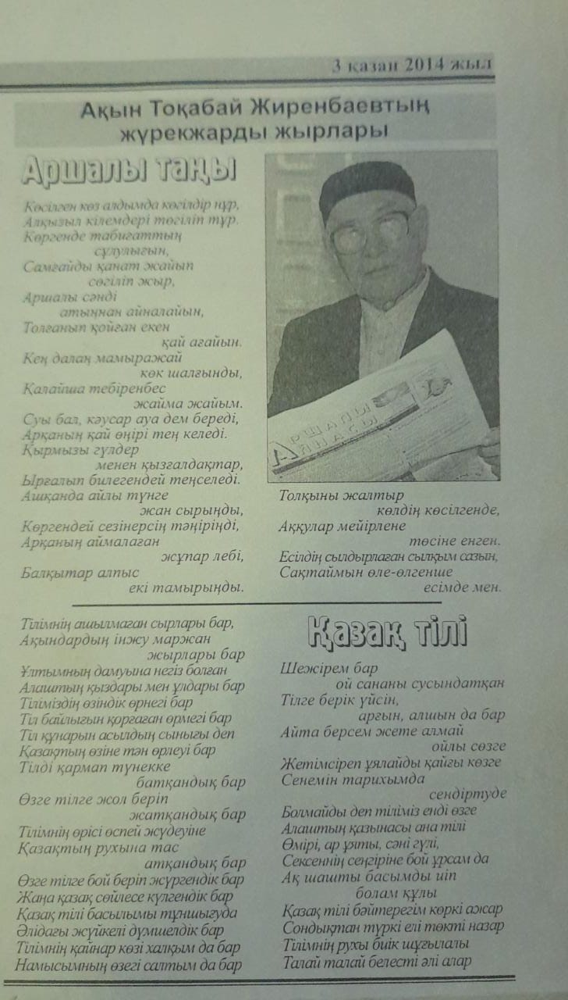 3 қазан 2014 жыл
Ақын Тоқабай Жиренбаевтың
жүрекжарды жырлары
Аршалы таңы
Көсілген көз алдымда көсілдір нұр,
Алқызыл кілемдері төгіліп тұр.
Көргенде табиғаттың
сұлулығын,
Самғайды қанат жайып
сөгіліп жыр,
Аршалы сәнді
атыңнан айналайын,
Толғанып қойған екен
қай ағайын.
Кең далаң мамыражай
көк шалғынды,
Қалайша тебіренбес
жайма жайым.
Суы бал, кәусар ауа дем береді,
Арқаның қай өңірі тең келеді.
Қырмызы гүлдер
менен қызғалдақтар,
Ырғалып билегендей теңселеді.
Ашқанда айлы түнге
жан сырыңды,
Көргендей сезінерсің тәңіріңді,
Арқаның аймалаған
жұпар лебі,
Балқытар алпыс
екі тамырыңды.
АРШАЛЫ
АЙНАСЫ
Толқыны жалтыр
көлдің көсілгенде,
Аққулар мейірлене
төсіне енген.
Есілдің сылдырлаған сылқым сазын,
Сақтаймын өле-өлгенше
есімде мен.
Қазақ тілі
Шежірем бар
ой сананы сусындатқан
Тілге берік үйсін,
арғын, алшын да бар
Айта берсем жете алмай
ойлы сөзге
Жетімсіреп ұялайды қайғы көзге
Сенемін тарихымда
сендіртуде
Болмайды деп тіліміз енді өзге
Алаштың қазынасы ана тілі
Өмірі, ар ұяты, сәні гүлі,
Сексеннің сеңгіріне бой ұрсам да
Ақ шашты басымды иіп
болам құлы
Қазақ тілі бәйтерегім көркі ажар
Сондықтан түркі елі төкті назар
Тілімнің рухы биік шұғылалы
Талай талай белесті әлі алар
Тілімнің ашылмаған сырлары бар,
Ақындардың інжу маржан
жырлары бар
Ұлтымның дамуына негіз болған
Алаштың қыздары мен ұлдары бар
Тіліміздің өзіндік өрнегі бар
Тіл байлығын қорғаған өрмегі бар
Тіл құнарын асылдың сынығы деп
Қазақтың өзіне тән өрлеуі бар
Тілді қармап түнекке
батқандық бар
Өзге тілге жол беріп
жатқандық бар
Тілімнің өрісі өспей жүдеуіне
Қазақтың рухына тас
атқандық бар
Өзге тілге бой беріп жүргендік бар
Жаңа қазақ сөйлесе күлгендік бар
Қазақ тілі басылымы тұншығуда
Әлідағы жүйкелі дүмшелдік бар
Тілімнің қайнар көзі халқым да бар
Намысымның өзегі салтым да бар